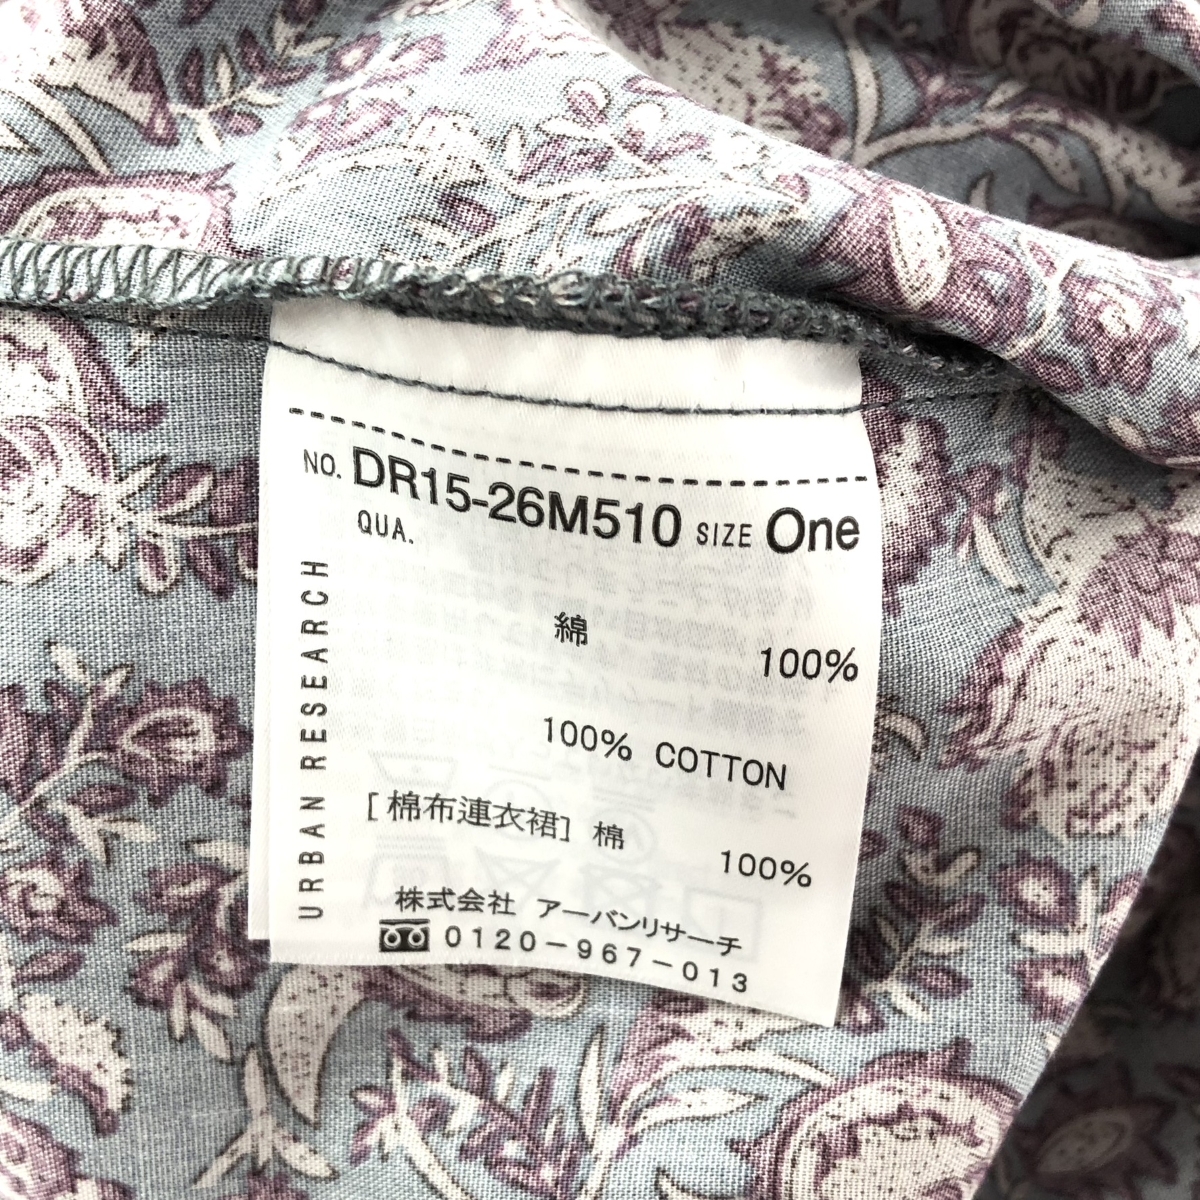 NO. DR15-26M510 SIZE One
QUA.
綿 100%
100% COTTON
[棉布連衣裙] 棉 100%
株式会社 アーバンリサーチ
0120-967-013
URBAN RESEARCH